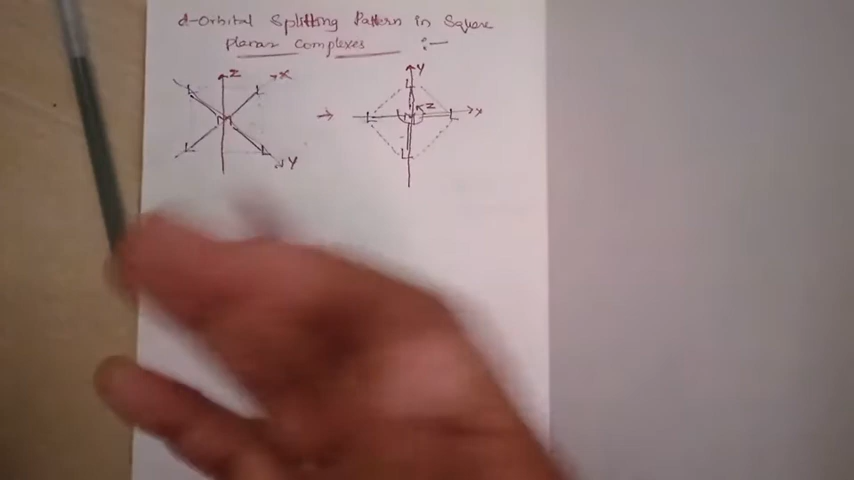 d-Orbital Splitting Pattern in Square
Planar Complexes :-
Z X
L L
M
L L
Y
→
Y
L
L M Z L X
L